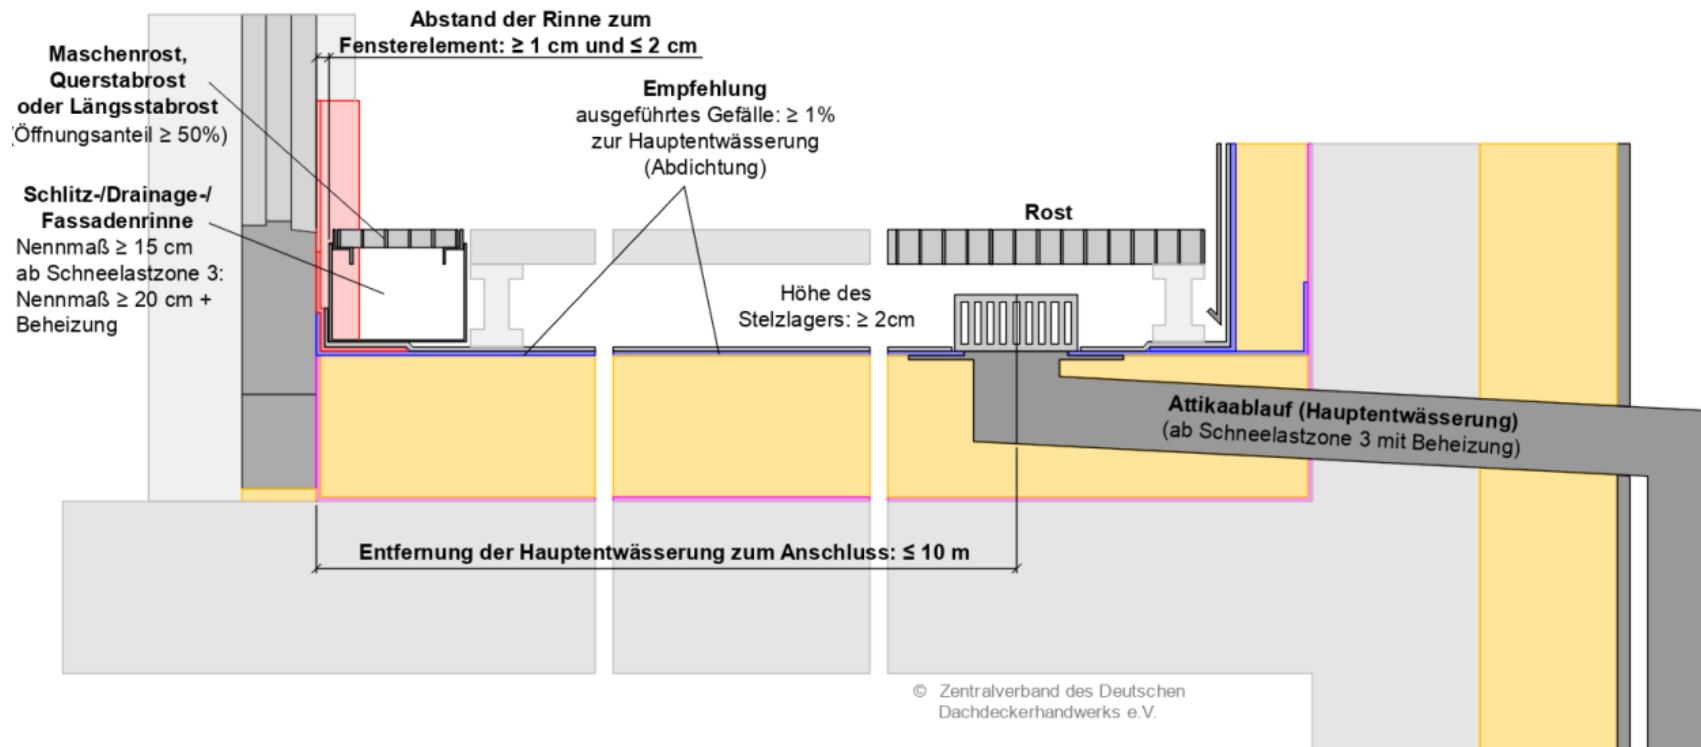 Abstand der Rinne zum
Fensterelement: ≥ 1 cm und ≤ 2 cm
Maschenrost,
Querstabrost
oder Längsstabrost
(Öffnungsanteil ≥ 50%)
Schlitz-/Drainage-/
Fassadenrinne
Nennmaß ≥ 15 cm
ab Schneelastzone 3:
Nennmaß ≥ 20 cm +
Beheizung
Empfehlung
ausgeführtes Gefälle: ≥ 1%
zur Hauptentwässerung
(Abdichtung)
Rost
Höhe des
Stelzlagers: ≥ 2cm
Attikaablauf (Hauptentwässerung)
(ab Schneelastzone 3 mit Beheizung)
Entfernung der Hauptentwässerung zum Anschluss: ≤ 10 m
© Zentralverband des Deutschen
Dachdeckerhandwerks e.V.